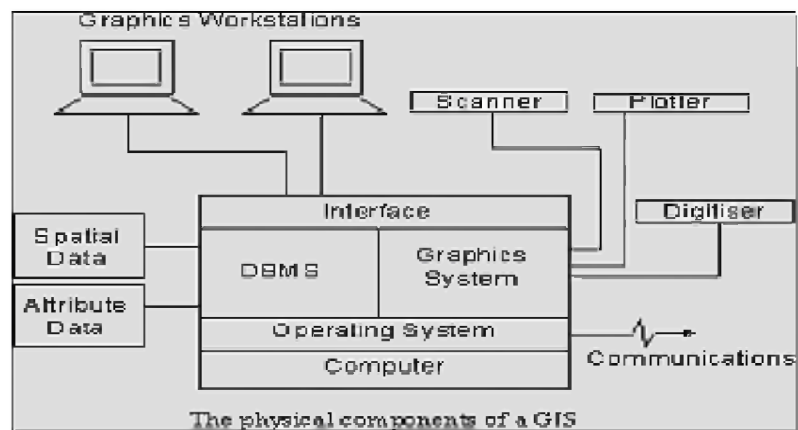 Graphics Workstations
Scanner
Plotter
Interface
Digitiser
Spatial
Data
DBMS
Graphics
System
Attribute
Data
Operating System
Communications
Computer
The physical components of a GIS